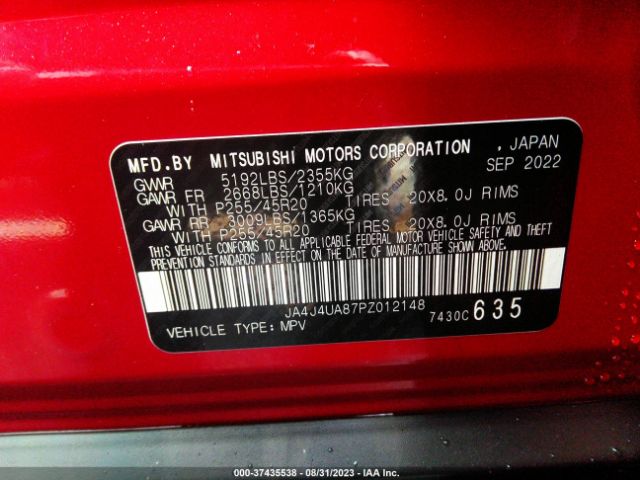 MFD.BY MITSUBISHI MOTORS CORPORATION , JAPAN
GVWR 5192LBS/2355KG SEP 2022
GAWR FR 2668LBS/1210KG
WITH P255/45R20 TIRES 20X8.0J RIMS
GAWR RR 3009LBS/1365KG
WITH P255/45R20 TIRES 20X8.0J RIMS
THIS VEHICLE CONFORMS TO ALL APPLICABLE FEDERAL MOTOR VEHICLE SAFETY AND THEFT
PREVENTION STANDARDS IN EFFECT ON THE DATE OF MANUFACTURE SHOWN ABOVE.
JA4J4UA87PZ012148
VEHICLE TYPE: MPV 7430C 635
00-37435538 - 08/31/2023 - IAA Inc.